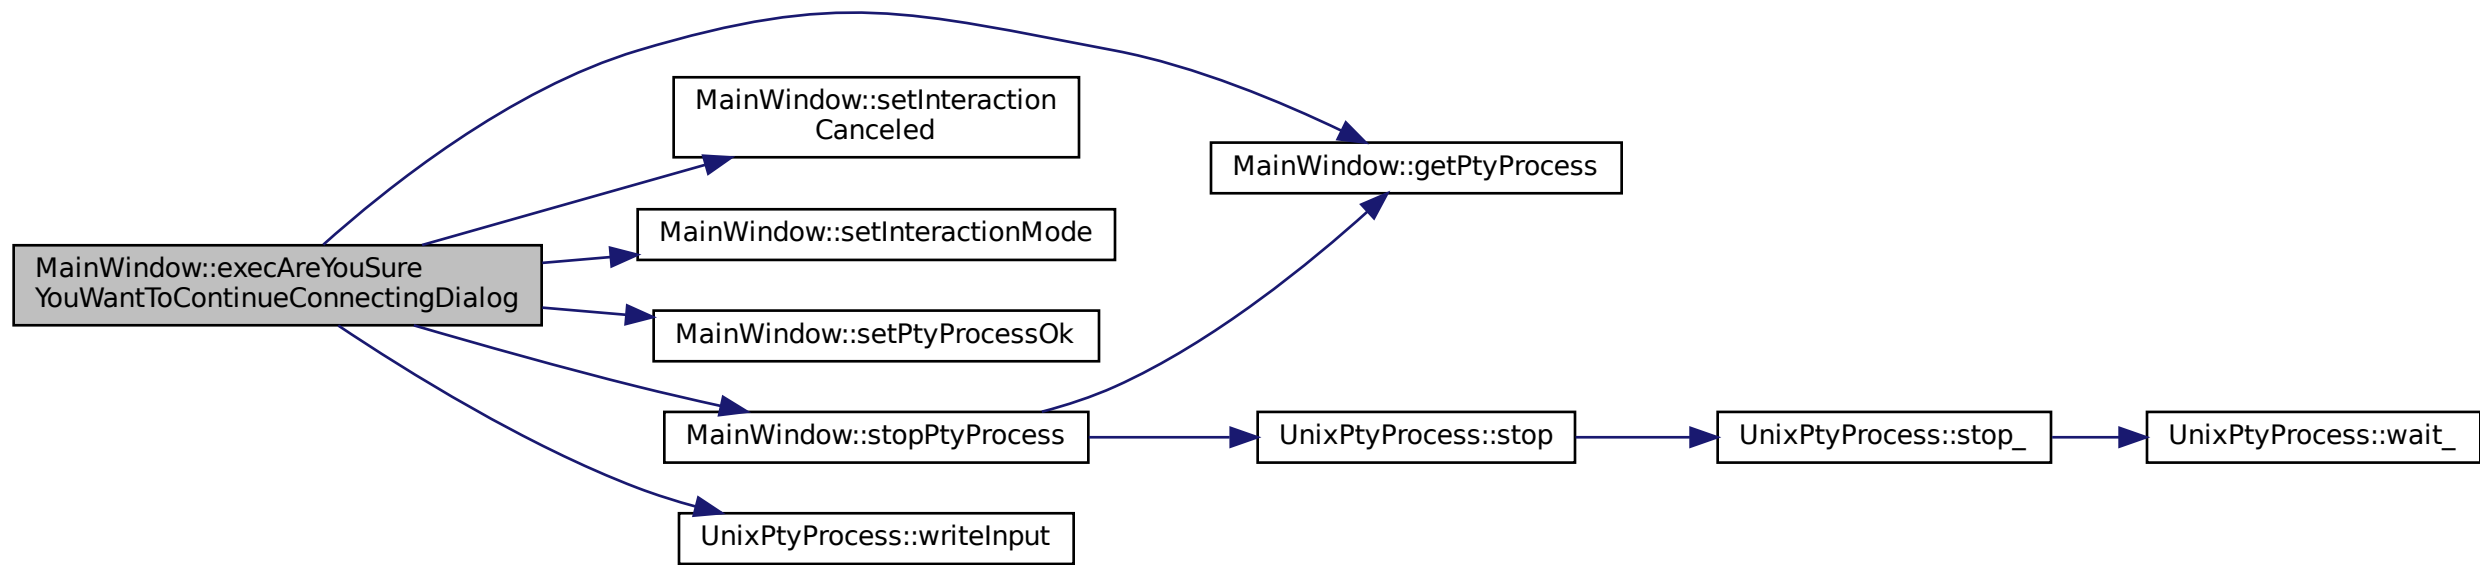 MainWindow::execAreYouSure
YouWantToContinueConnectingDialog
MainWindow::setInteraction
Canceled
MainWindow::setInteractionMode
MainWindow::setPtyProcessOk
MainWindow::stopPtyProcess
UnixPtyProcess::writeInput
MainWindow::getPtyProcess
UnixPtyProcess::stop
UnixPtyProcess::stop_
UnixPtyProcess::wait_